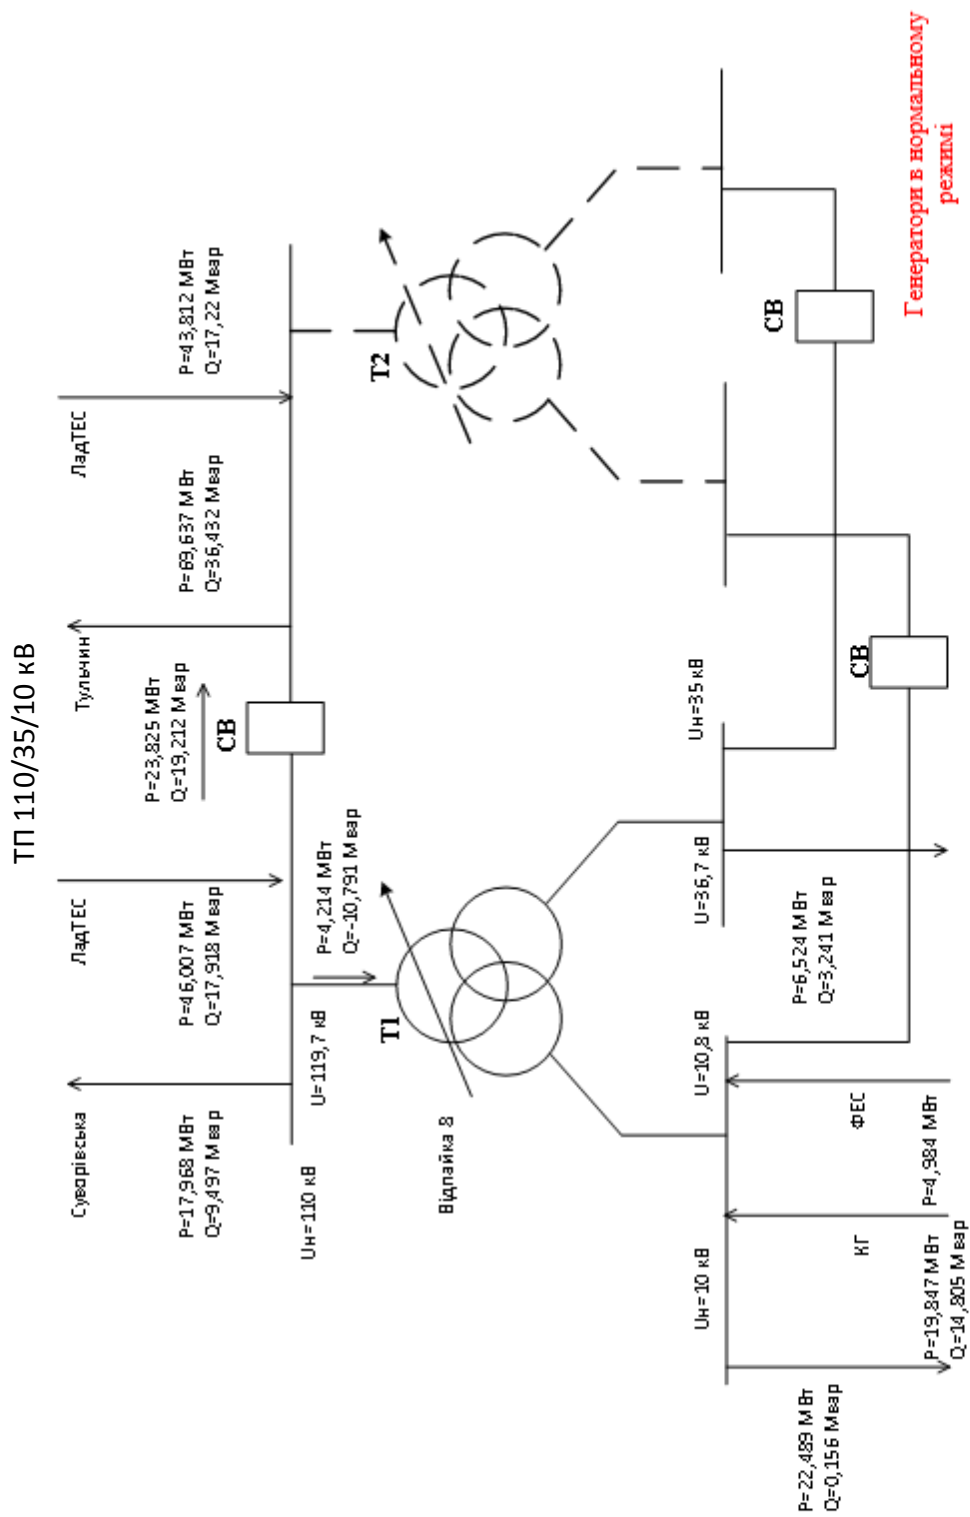 ТП 110/35/10 кВ
Суварівська
P=17,968 МВт
Q=9,497 Мвар
ЛадТЕС
P=46,007 МВт
Q=17,918 Мвар
P=23,825 МВт
Q=19,212 Мвар
СВ
Тульчин
P=69,637 МВт
Q=36,432 Мвар
ЛадТЕС
P=43,812 МВт
Q=17,22 Мвар
Uн=110 кВ
U=119,7 кВ
P=4,214 МВт
Q=-10,791 Мвар
Т1
Т2
Відпайка 8
Uн=10 кВ
U=10,8 кВ
U=36,7 кВ
Uн=35 кВ
СВ
СВ
P=22,489 МВт
Q=0,156 Мвар
КГ
P=19,847 МВт
Q=14,805 Мвар
ФЕС
P=4,984 МВт
P=6,524 МВт
Q=3,241 Мвар
Генератори в нормальному
режимі